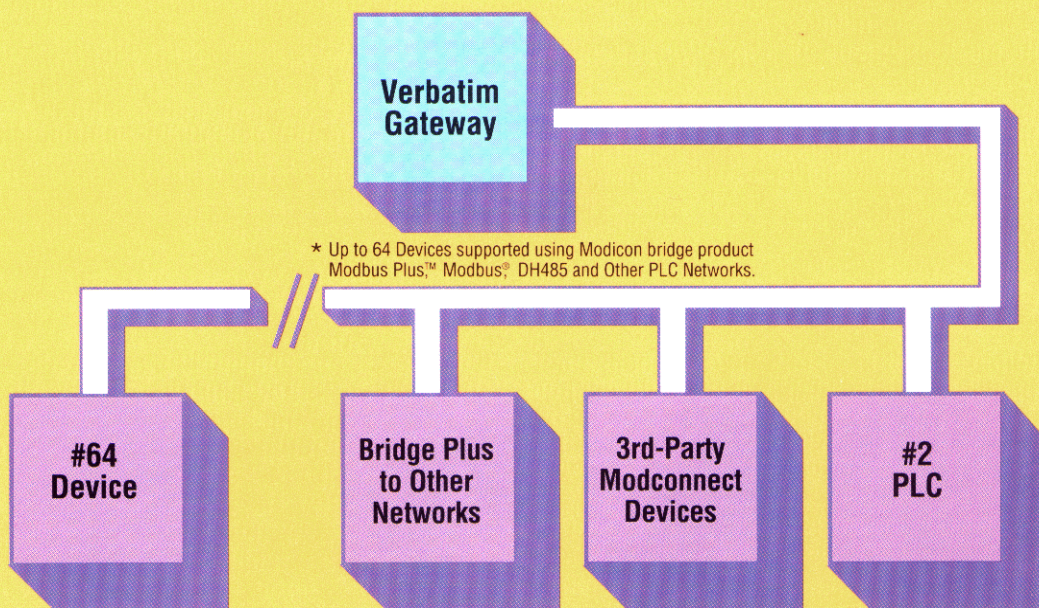 Verbatim
Gateway
* Up to 64 Devices supported using Modicon bridge product
Modbus Plus,™ Modbus,® DH485 and Other PLC Networks.
#64
Device
Bridge Plus
to Other
Networks
3rd-Party
Modconnect
Devices
#2
PLC